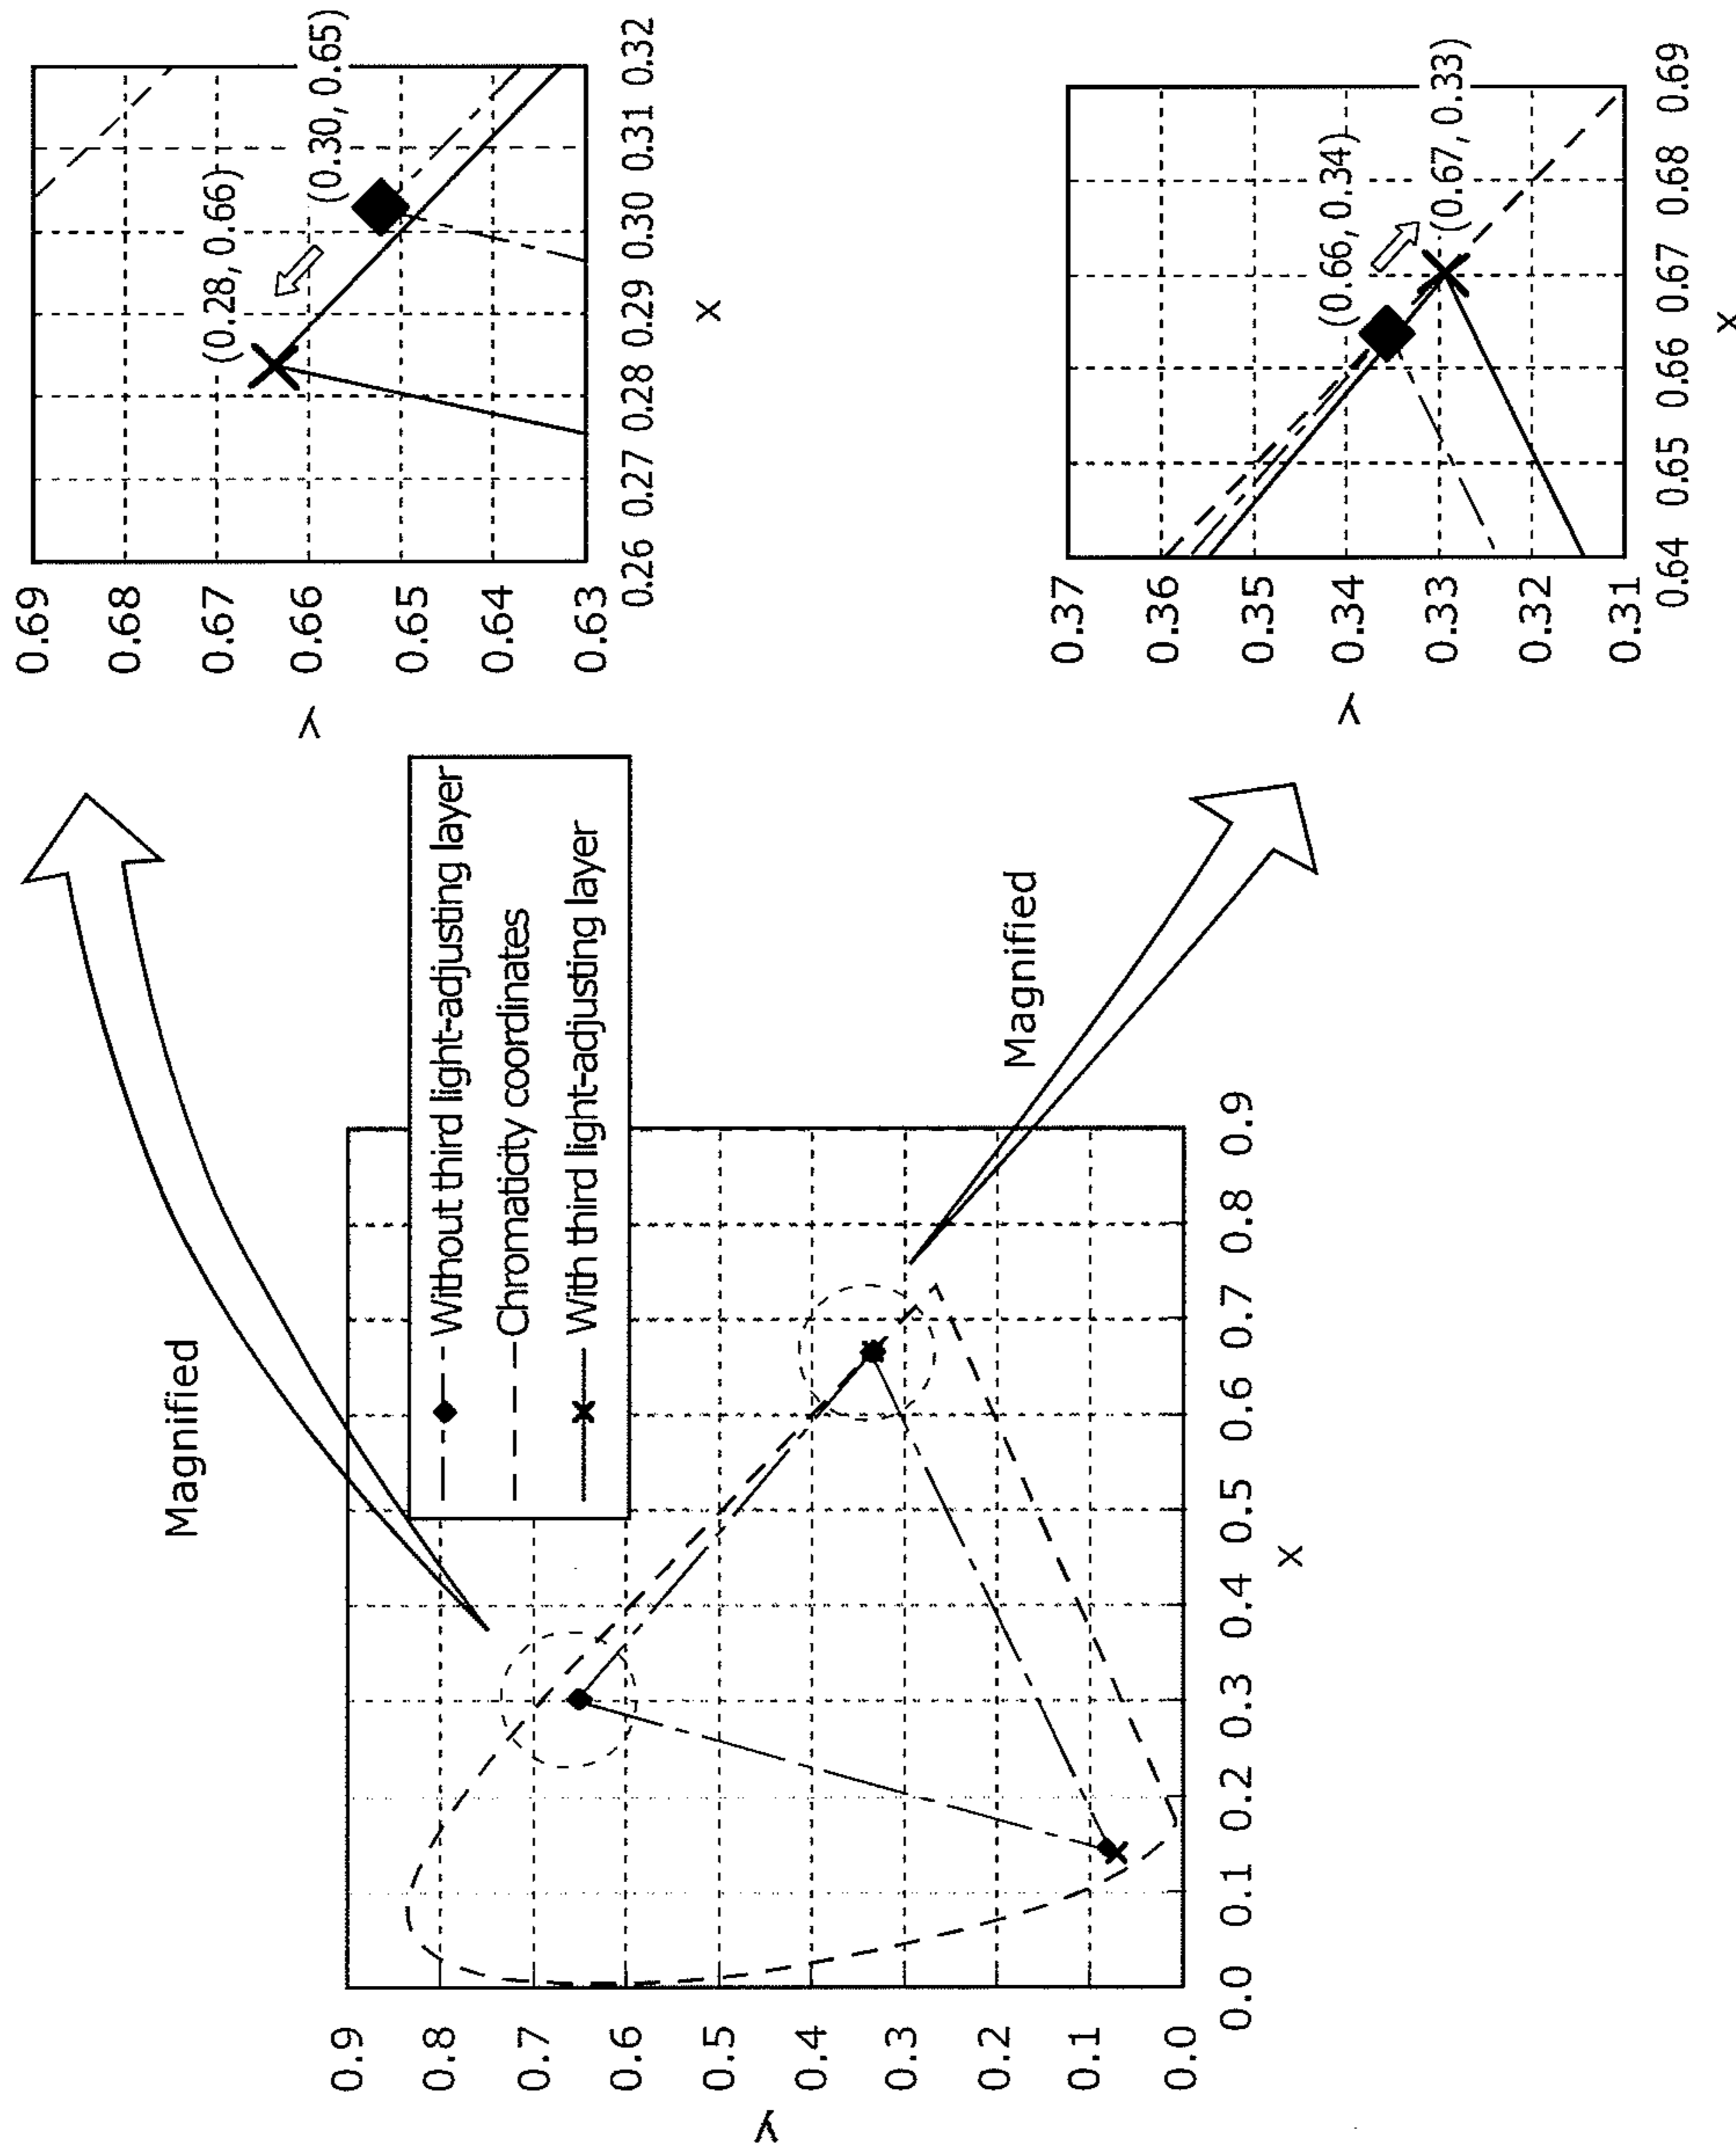 Magnified
0.9
0.8
0.7
0.6
0.5
0.4
0.3
0.2
0.1
0.0
y
0.0 0.1 0.2 0.3 0.4 0.5 0.6 0.7 0.8 0.9
x
Without third light-adjusting layer
Chromaticity coordinates
With third light-adjusting layer
Magnified
0.69
0.68
0.67
0.66
0.65
0.64
0.63
Y
0.26 0.27 0.28 0.29 0.30 0.31 0.32
X
(0.28, 0.66)
(0.30, 0.65)
0.37
0.36
0.35
0.34
0.33
0.32
0.31
Y
0.64 0.65 0.66 0.67 0.68 0.69
X
(0.66, 0.34)
(0.67, 0.33)